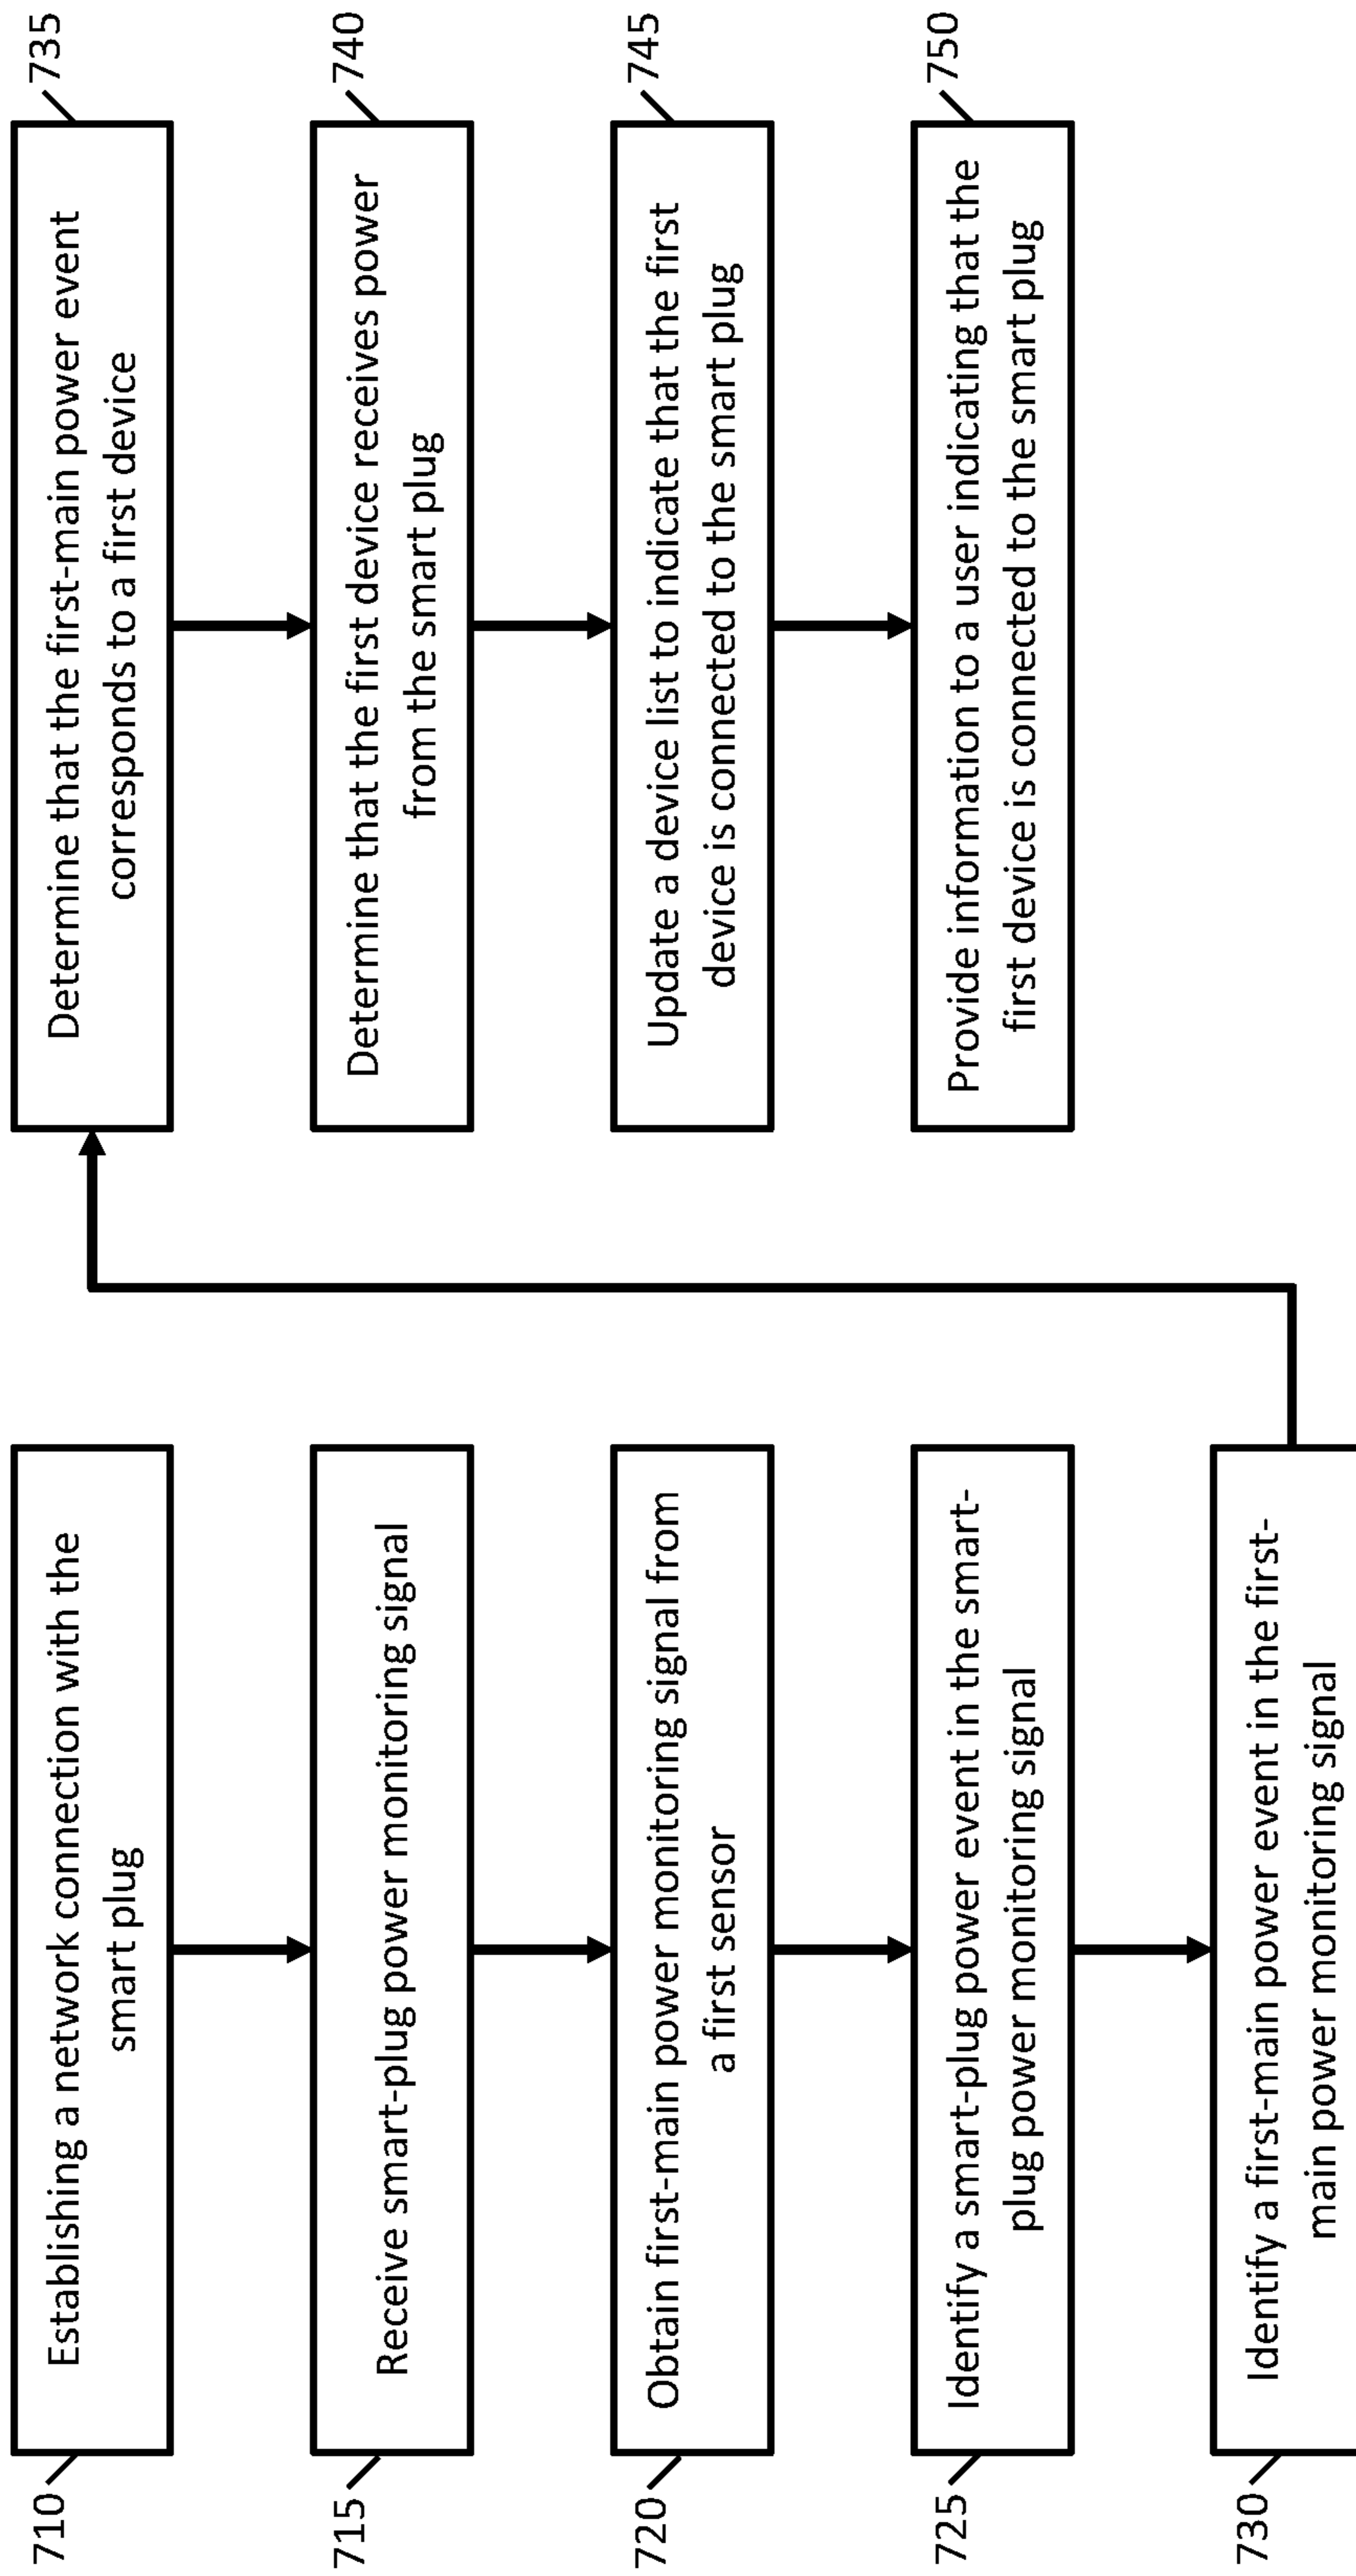 710
Establishing a network connection with the
smart plug
715
Receive smart-plug power monitoring signal
720
Obtain first-main power monitoring signal from
a first sensor
725
Identify a smart-plug power event in the smart-
plug power monitoring signal
730
Identify a first-main power event in the first-
main power monitoring signal
735
Determine that the first-main power event
corresponds to a first device
740
Determine that the first device receives power
from the smart plug
745
Update a device list to indicate that the first
device is connected to the smart plug
750
Provide information to a user indicating that the
first device is connected to the smart plug